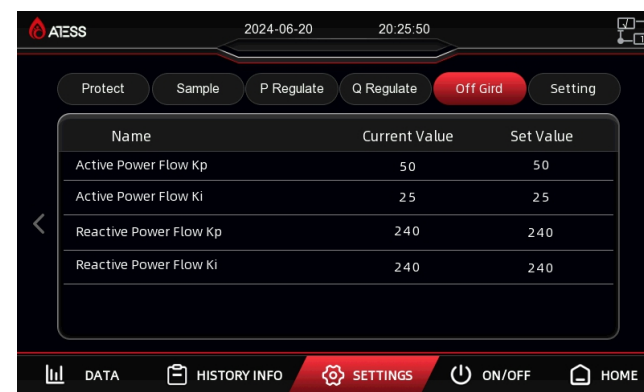 ATESS 2024-06-20 20:25:50
Protect Sample P Regulate Q Regulate Off Gird Setting
Name Current Value Set Value
Active Power Flow Kp 50 50
Active Power Flow Ki 25 25
Reactive Power Flow Kp 240 240
Reactive Power Flow Ki 240 240
DATA HISTORY INFO SETTINGS ON/OFF HOME